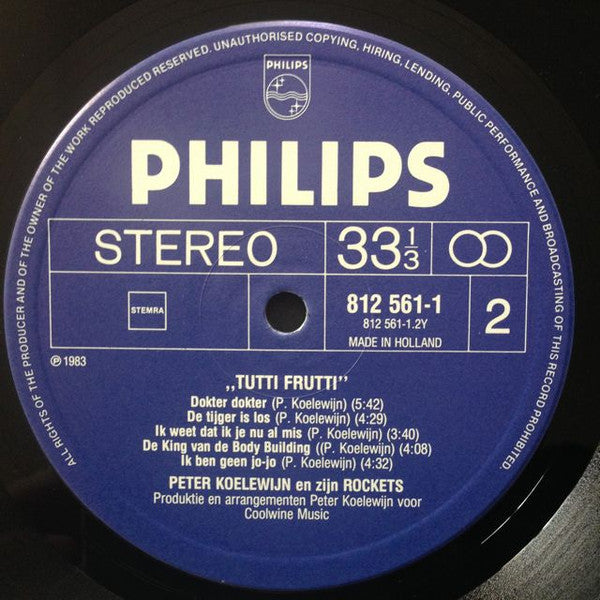 ALL RIGHTS OF THE PRODUCER AND OF THE OWNER OF THE WORK REPRODUCED RESERVED. UNAUTHORISED COPYING, HIRING, LENDING, PUBLIC PERFORMANCE AND BROADCASTING OF THIS RECORD PROHIBITED.
PHILIPS
PHILIPS
STEREO 33 1/3
STEMRA
812 561-1
812 561-1.2Y
MADE IN HOLLAND
2
℗ 1983
„TUTTI FRUTTI”
Dokter dokter (P. Koelewijn) (5:42)
De tijger is los (P. Koelewijn) (4:29)
Ik weet dat ik je nu al mis (P. Koelewijn) (3:40)
De King van de Body Building ((P. Koelewijn) (4:08)
Ik ben geen jo-jo (P. Koelewijn) (4:32)
PETER KOELEWIJN en zijn ROCKETS
Produktie en arrangementen Peter Koelewijn voor
Coolwine Music